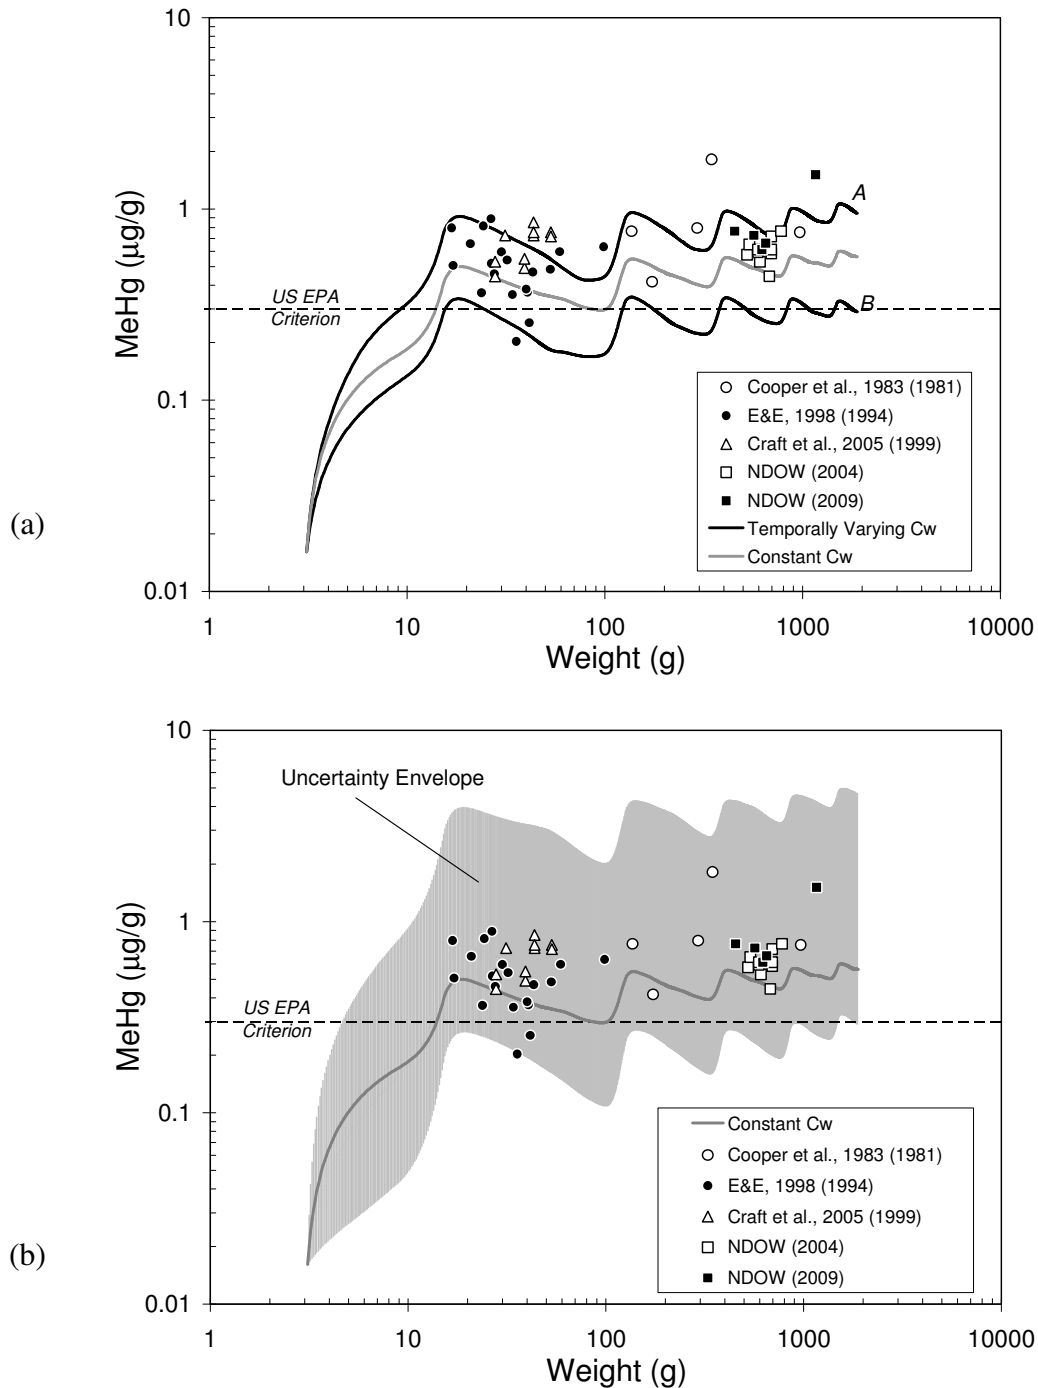 10
1
0.1
0.01
MeHg (µg/g)
A
B
US EPA
Criterion
Cooper et al., 1983 (1981)
E&E, 1998 (1994)
Craft et al., 2005 (1999)
NDOW (2004)
NDOW (2009)
Temporally Varying Cw
Constant Cw
(a)
1 10 100 1000 10000
Weight (g)
10
1
0.1
0.01
MeHg (µg/g)
Uncertainty Envelope
US EPA
Criterion
Constant Cw
Cooper et al., 1983 (1981)
E&E, 1998 (1994)
Craft et al., 2005 (1999)
NDOW (2004)
NDOW (2009)
(b)
1 10 100 1000 10000
Weight (g)